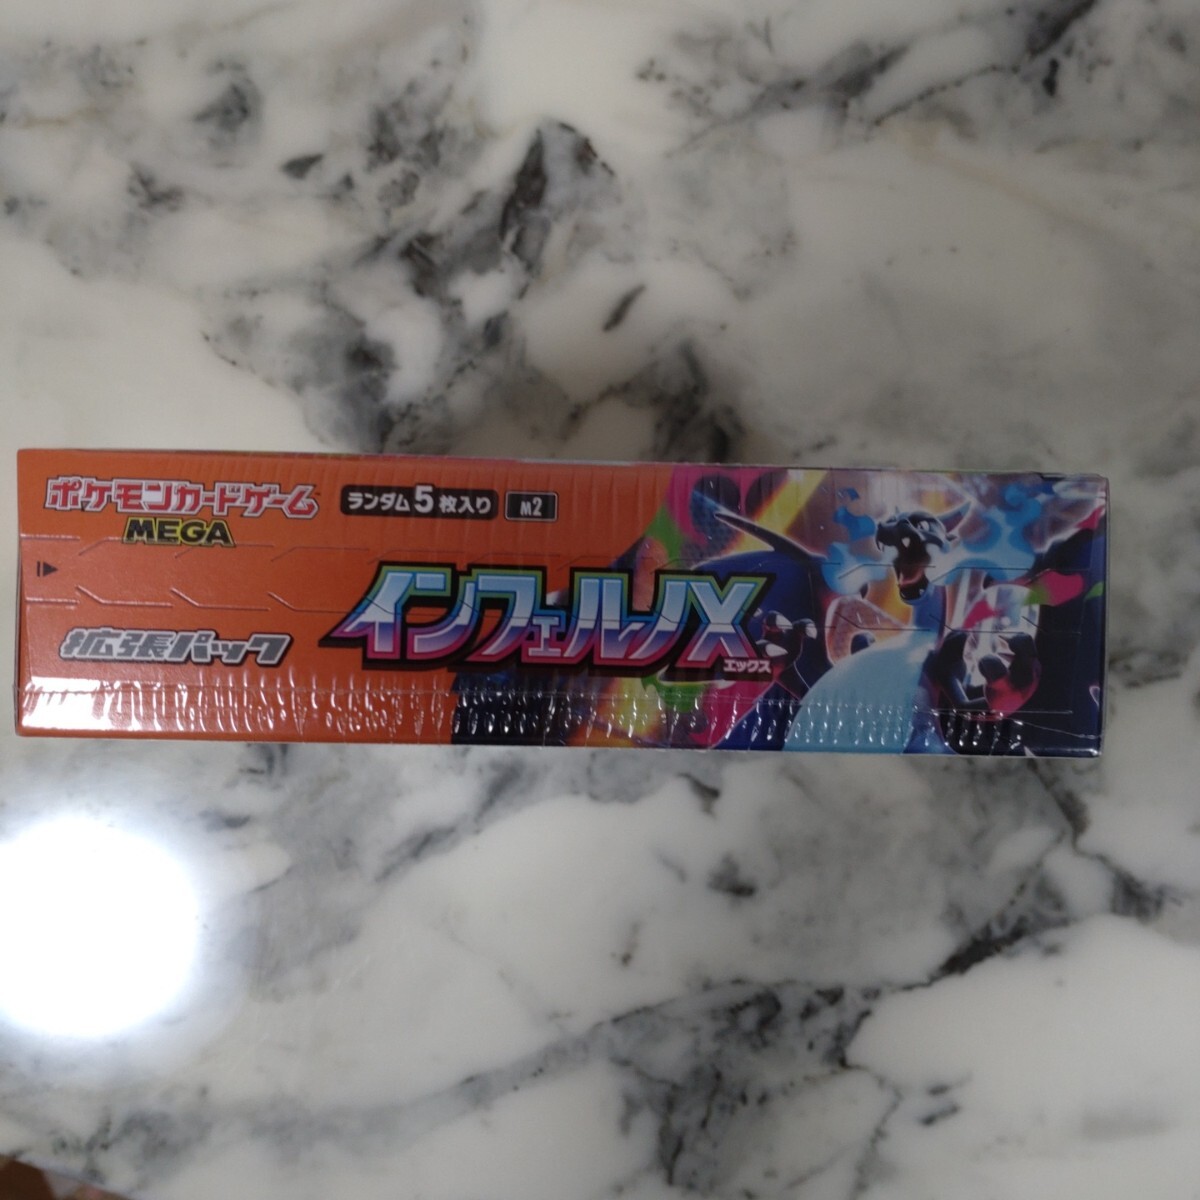 ポケモンカードゲーム
MEGA
ランダム5枚入り M2
インフェルノX
エックス
拡張パック